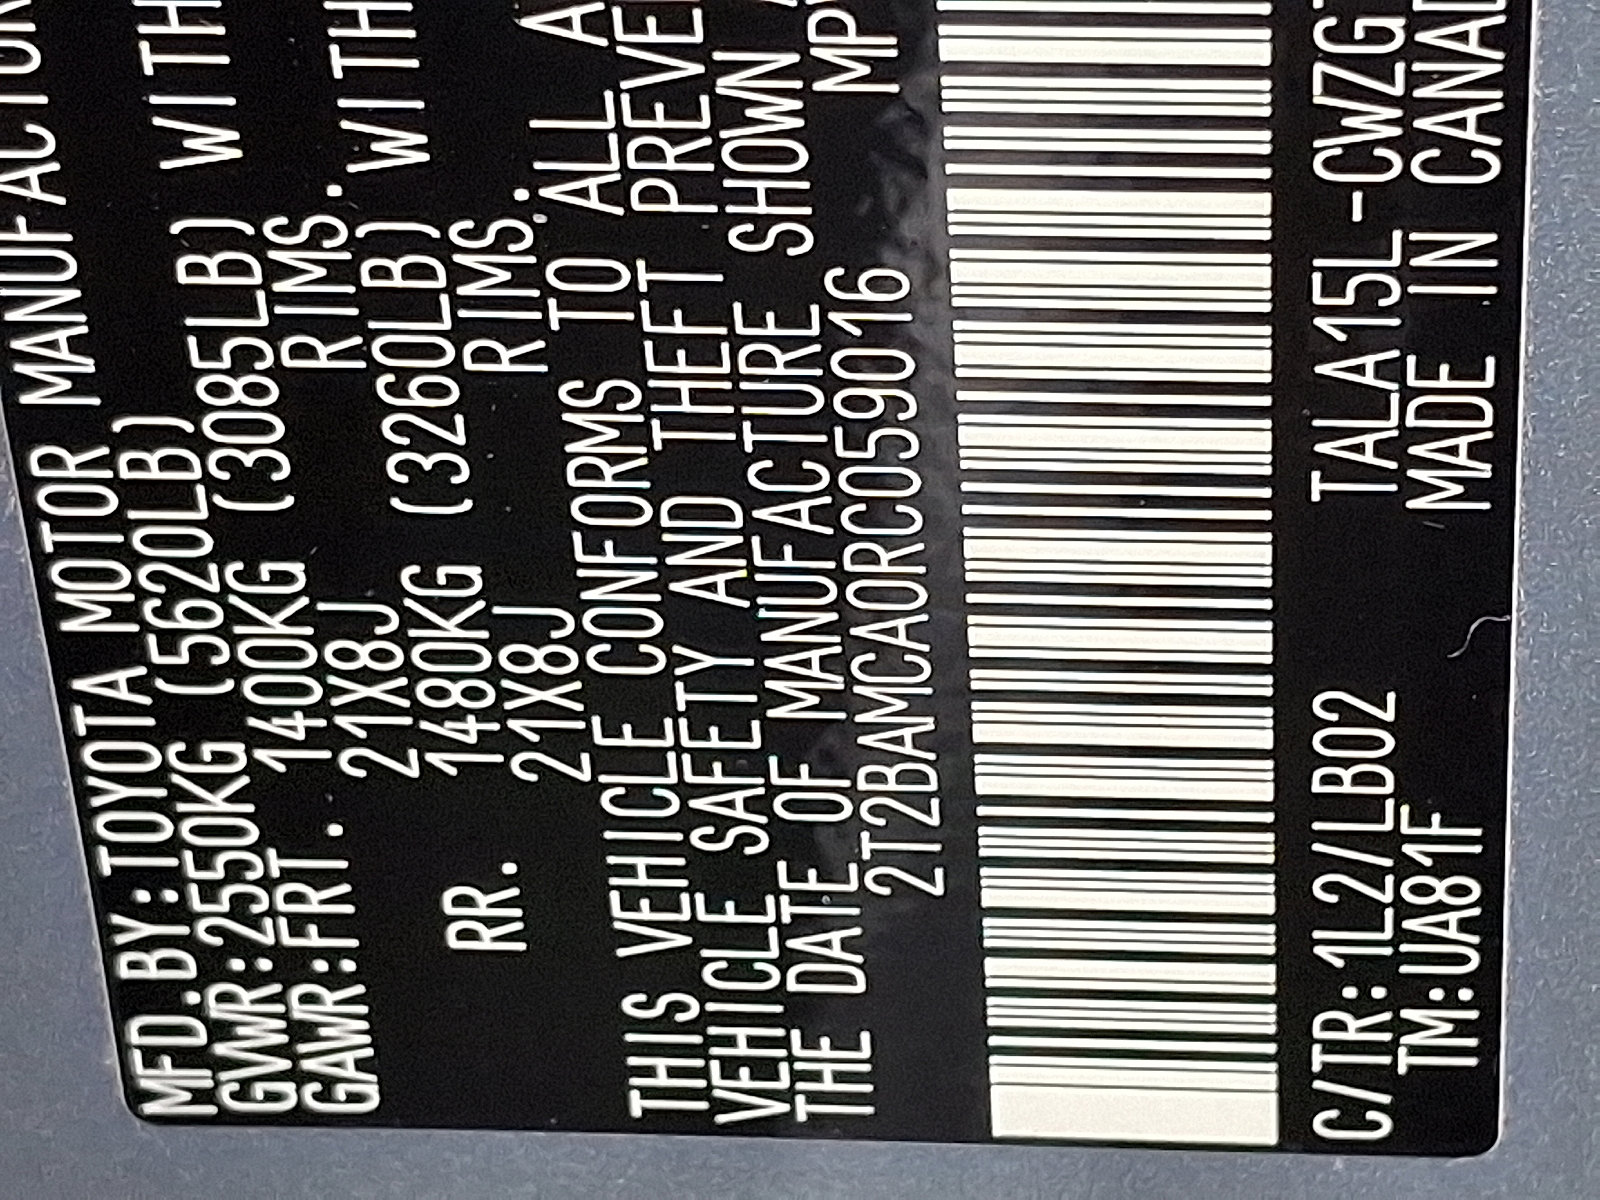 MFD.BY:TOYOTA MOTOR MANUFACTUR
GVWR:2550KG (5620LB)
GAWR:FRT. 1400KG (3085LB) WITH
21X8J RIMS.
RR. 1480KG (3260LB) WITH
21X8J RIMS.
THIS VEHICLE CONFORMS TO ALL A
VEHICLE SAFETY AND THEFT PREVE
THE DATE OF MANUFACTURE SHOWN
2T2BAMCA0RC059016 MP
C/TR:1L2/LB02 TALA15L-CWZG
TM:UA81F MADE IN CANAD